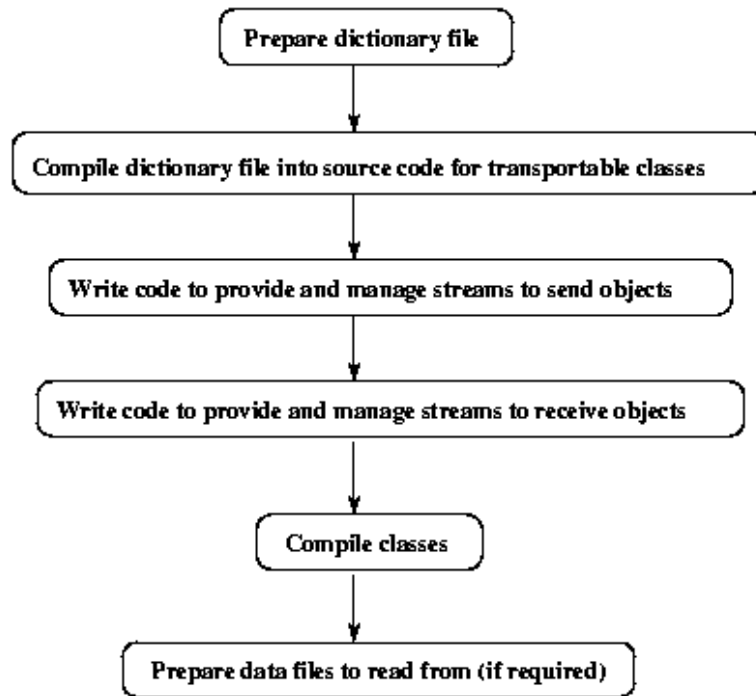 Prepare dictionary file
Compile dictionary file into source code for transportable classes
Write code to provide and manage streams to send objects
Write code to provide and manage streams to receive objects
Compile classes
Prepare data files to read from (if required)